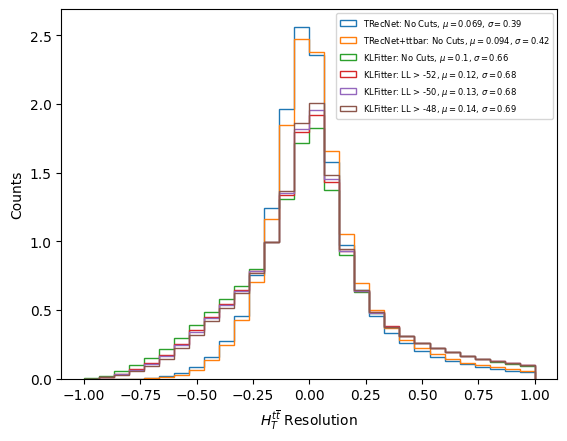 TRecNet: No Cuts, μ = 0.069, σ = 0.39
TRecNet+ttbar: No Cuts, μ = 0.094, σ = 0.42
KLFitter: No Cuts, μ = 0.1, σ = 0.66
KLFitter: LL > -52, μ = 0.12, σ = 0.68
KLFitter: LL > -50, μ = 0.13, σ = 0.68
KLFitter: LL > -48, μ = 0.14, σ = 0.69
Counts
2.5
2.0
1.5
1.0
0.5
0.0
−1.00 −0.75 −0.50 −0.25 0.00 0.25 0.50 0.75 1.00
H_T^{tt̅} Resolution